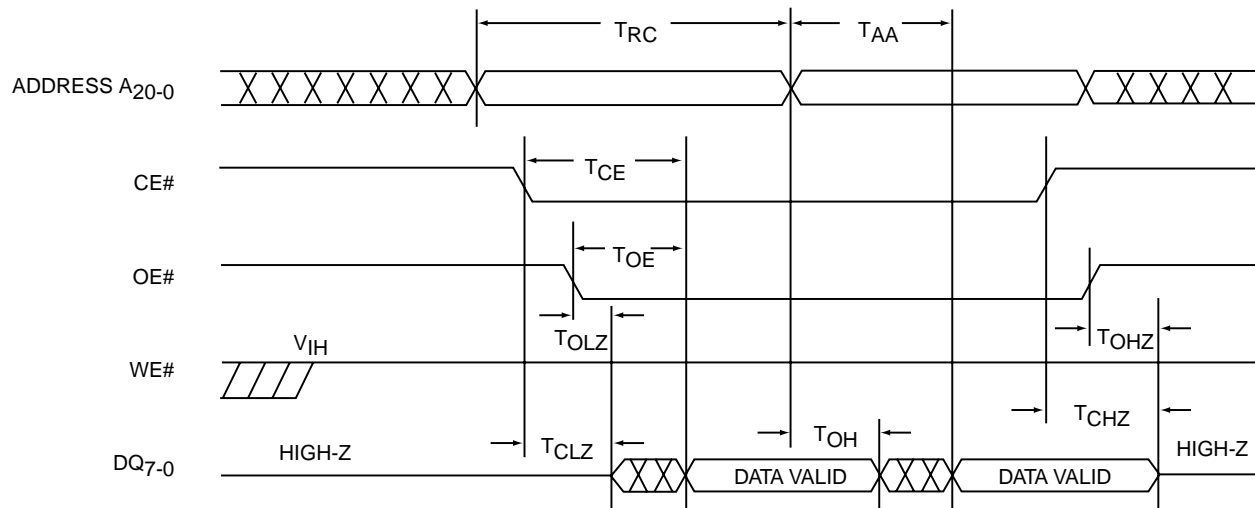 TRC
TAA
ADDRESS A20-0
TCE
CE#
TOE
OE#
TOLZ
TOHZ
VIH
WE#
TCHZ
TCLZ
TOH
HIGH-Z
HIGH-Z
DQ7-0
DATA VALID
DATA VALID